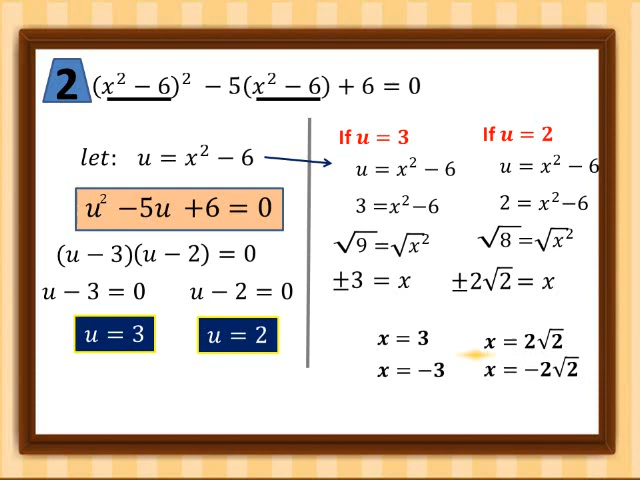 2 (x² − 6)² − 5(x² − 6) + 6 = 0
let: u = x² − 6
u² −5u +6 = 0
(u − 3)(u − 2) = 0
u − 3 = 0 u − 2 = 0
u = 3 u = 2
If u = 3
u = x² − 6
3 =x²−6
√9 =√x²
±3 = x
x = 3
x = −3
If u = 2
u = x² − 6
2 = x²−6
√8 =√x²
±2√2 = x
x = 2√2
x = −2√2